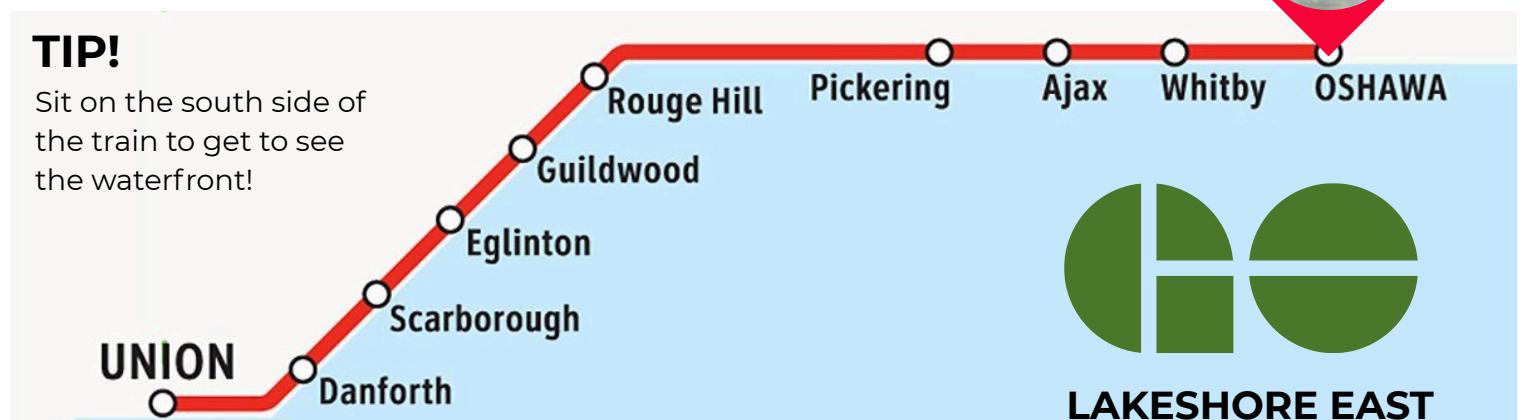 TIP!
Sit on the south side of
the train to get to see
the waterfront!
Rouge Hill
Pickering
Ajax
Whitby
OSHAWA
Guildwood
Eglinton
Scarborough
UNION
Danforth
GO
LAKESHORE EAST